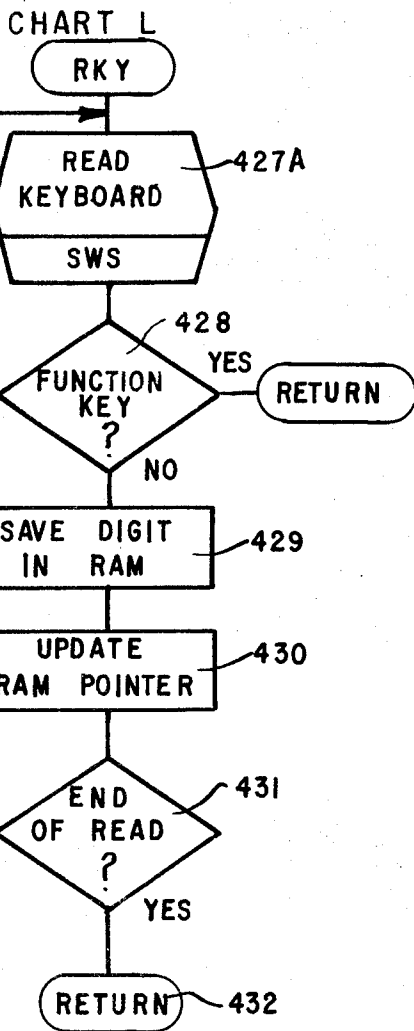 CHART L
RKY
READ
KEYBOARD
427A
SWS
428
YES
FUNCTION
KEY
?
RETURN
NO
SAVE DIGIT
IN RAM
429
UPDATE
RAM POINTER
430
END
OF READ
?
431
YES
RETURN
432